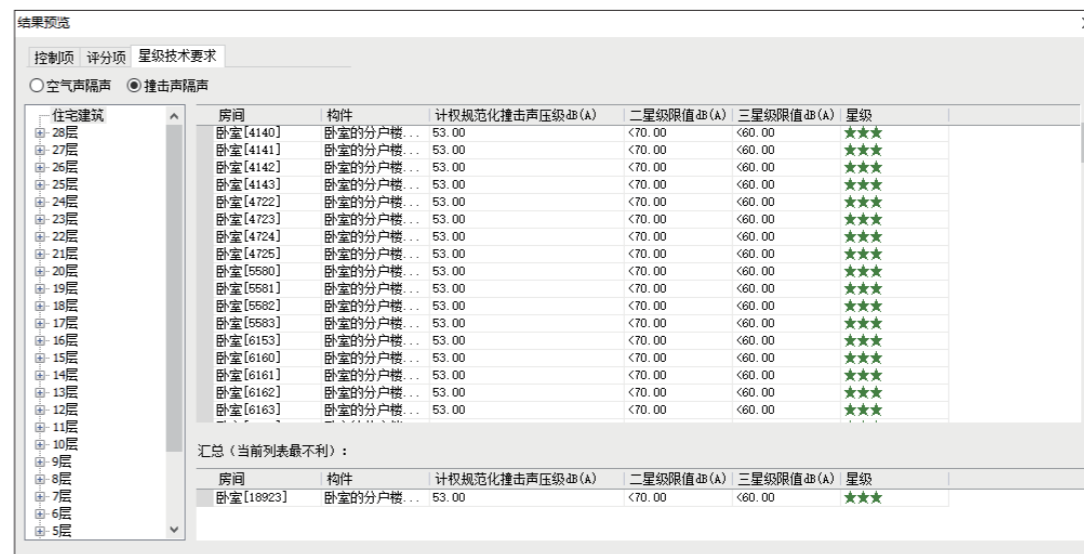 结果预览
控制项 评分项 星级技术要求
空气声隔声 撞击声隔声
住宅建筑
28层
27层
26层
25层
24层
23层
22层
21层
20层
19层
18层
17层
16层
15层
14层
13层
12层
11层
10层
9层
8层
7层
6层
5层
房间 构件 计权规范化撞击声压级dB(A) 二星级限值dB(A) 三星级限值dB(A) 星级
卧室[4140] 卧室的分户楼... 53.00 <70.00 <60.00 ★★★
卧室[4141] 卧室的分户楼... 53.00 <70.00 <60.00 ★★★
卧室[4142] 卧室的分户楼... 53.00 <70.00 <60.00 ★★★
卧室[4143] 卧室的分户楼... 53.00 <70.00 <60.00 ★★★
卧室[4722] 卧室的分户楼... 53.00 <70.00 <60.00 ★★★
卧室[4723] 卧室的分户楼... 53.00 <70.00 <60.00 ★★★
卧室[4724] 卧室的分户楼... 53.00 <70.00 <60.00 ★★★
卧室[4725] 卧室的分户楼... 53.00 <70.00 <60.00 ★★★
卧室[5580] 卧室的分户楼... 53.00 <70.00 <60.00 ★★★
卧室[5581] 卧室的分户楼... 53.00 <70.00 <60.00 ★★★
卧室[5582] 卧室的分户楼... 53.00 <70.00 <60.00 ★★★
卧室[5583] 卧室的分户楼... 53.00 <70.00 <60.00 ★★★
卧室[6153] 卧室的分户楼... 53.00 <70.00 <60.00 ★★★
卧室[6160] 卧室的分户楼... 53.00 <70.00 <60.00 ★★★
卧室[6161] 卧室的分户楼... 53.00 <70.00 <60.00 ★★★
卧室[6162] 卧室的分户楼... 53.00 <70.00 <60.00 ★★★
卧室[6163] 卧室的分户楼... 53.00 <70.00 <60.00 ★★★
汇总(当前列表最不利):
房间 构件 计权规范化撞击声压级dB(A) 二星级限值dB(A) 三星级限值dB(A) 星级
卧室[18923] 卧室的分户楼... 53.00 <70.00 <60.00 ★★★